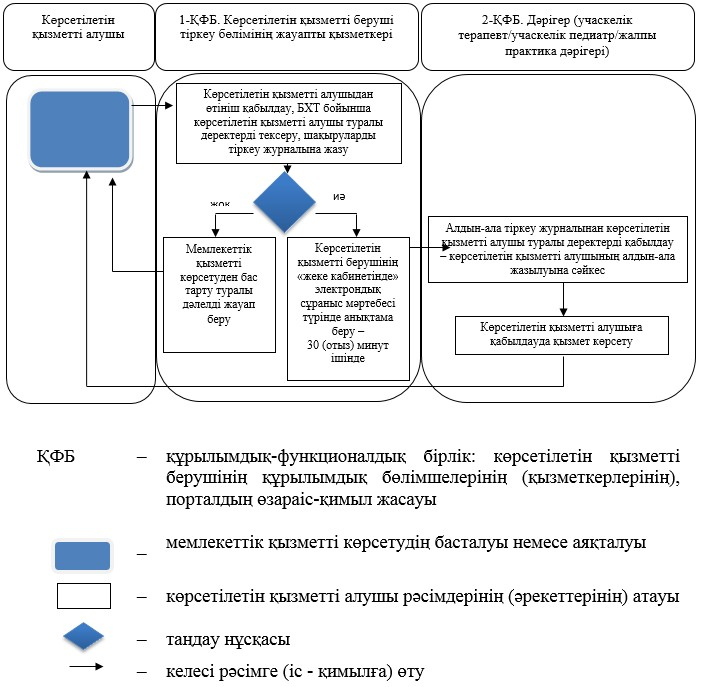 Көрсетілетін
қызметті алушы
1-ҚФБ. Көрсетілетін қызметті беруші
тіркеу бөлімінің жауапты қызметкері
2-ҚФБ. Дәрігер (учаскелік
терапевт/учаскелік педиатр/жалпы
практика дәрігері)
Көрсетілетін қызметті алушыдан
өтініш қабылдау, БХТ бойынша
көрсетілетін қызметті алушы туралы
деректерді тексеру, шақыруларды
тіркеу журналына жазу
жоқ
иә
Мемлекеттік
қызметті
көрсетуден бас
тарту туралы
дәлелді жауап
беру
Көрсетілетін
қызметті берушінің
«жеке кабинетінде»
электрондық
сұраныс мәртебесі
түрінде анықтама
беру –
30 (отыз) минут
ішінде
Алдын-ала тіркеу журналынан көрсетілетін
қызметті алушы туралы деректерді қабылдау
– көрсетілетін қызметті алушының алдын-ала
жазылуына сәйкес
Көрсетілетін қызметті алушыға
қабылдауда қызмет көрсету
ҚФБ – құрылымдық-функционалдық бірлік: көрсетілетін қызметті
берушінің құрылымдық бөлімшелерінің (қызметкерлерінің),
порталдың өзараіс-қимыл жасауы
– мемлекеттік қызметті көрсетудің басталуы немесе аяқталуы
– көрсетілетін қызметті алушы рәсімдерінің (әрекеттерінің) атауы
– таңдау нұсқасы
– келесі рәсімге (іс - қимылға) өту